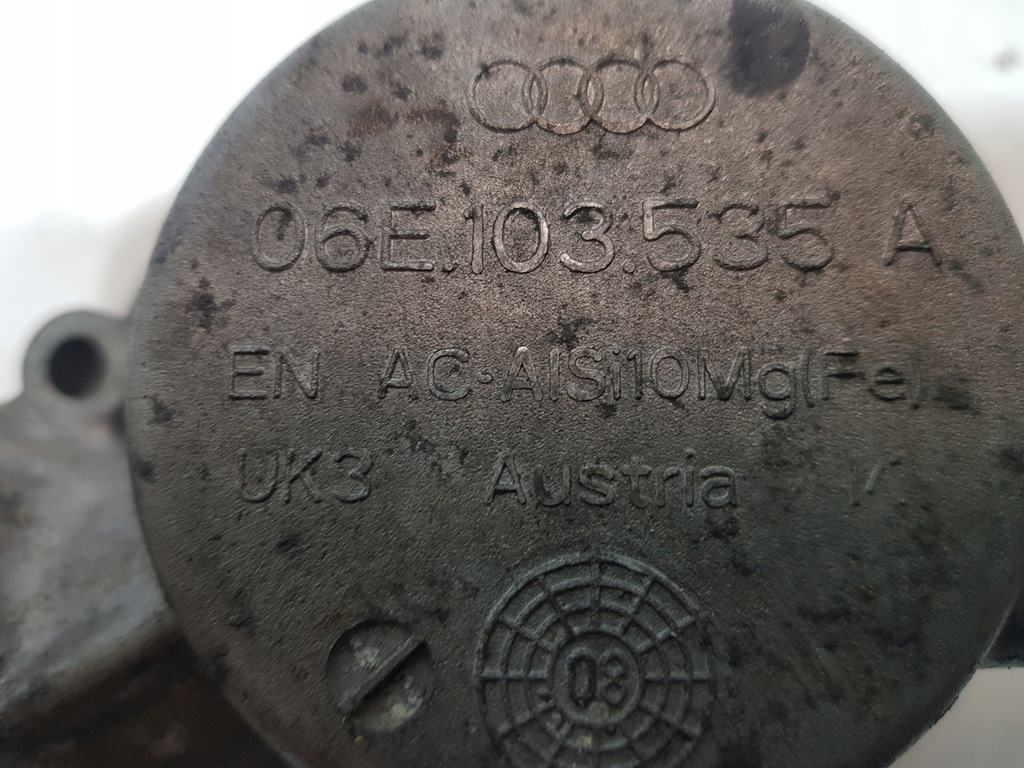 06E.103.535 A
EN AC-AlSi10Mg(Fe)
UK3 Austria
08